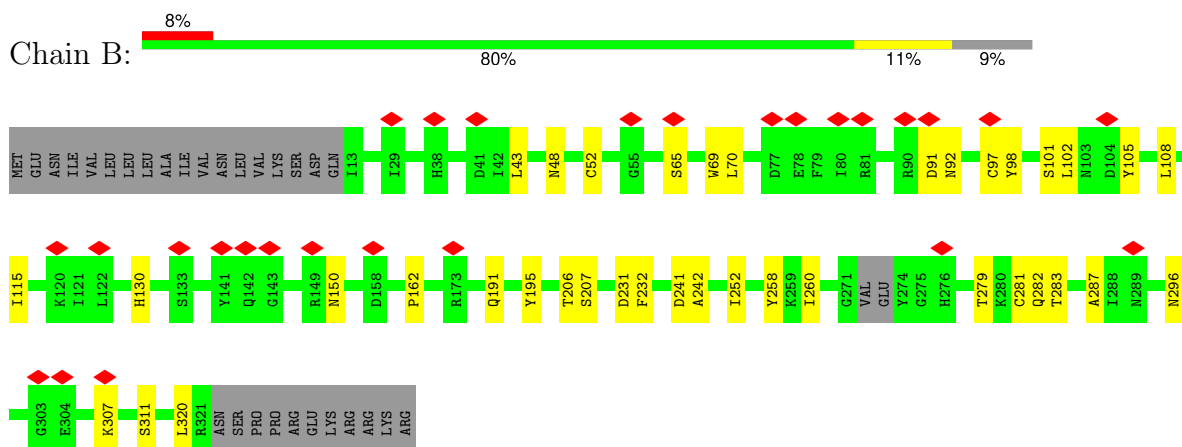 8%
Chain B:
80% 11% 9%
MET GLU ASN ILE VAL LEU LEU LEU ALA ILE VAL ASN LEU VAL LYS SER ASP GLN I13 I29 H38 D41 I42 L43 N48 C52 G55 S65 W69 L70 D77 E78 F79 I80 R81 R90 D91 N92 C97 Y98 S101 L102 N103 D104 Y105 L108
I115 K120 I121 L122 H130 S133 Y141 Q142 G143 R149 N150 D158 P162 R173 Q191 Y195 T206 S207 D231 F232 D241 A242 I252 Y258 K259 I260 G271 VAL GLU Y274 G275 H276 T279 K280 C281 Q282 T283 A287 I288 N289 N296
G303 E304 K307 S311 L320 R321 ASN SER PRO PRO ARG GLU LYS ARG ARG LYS ARG